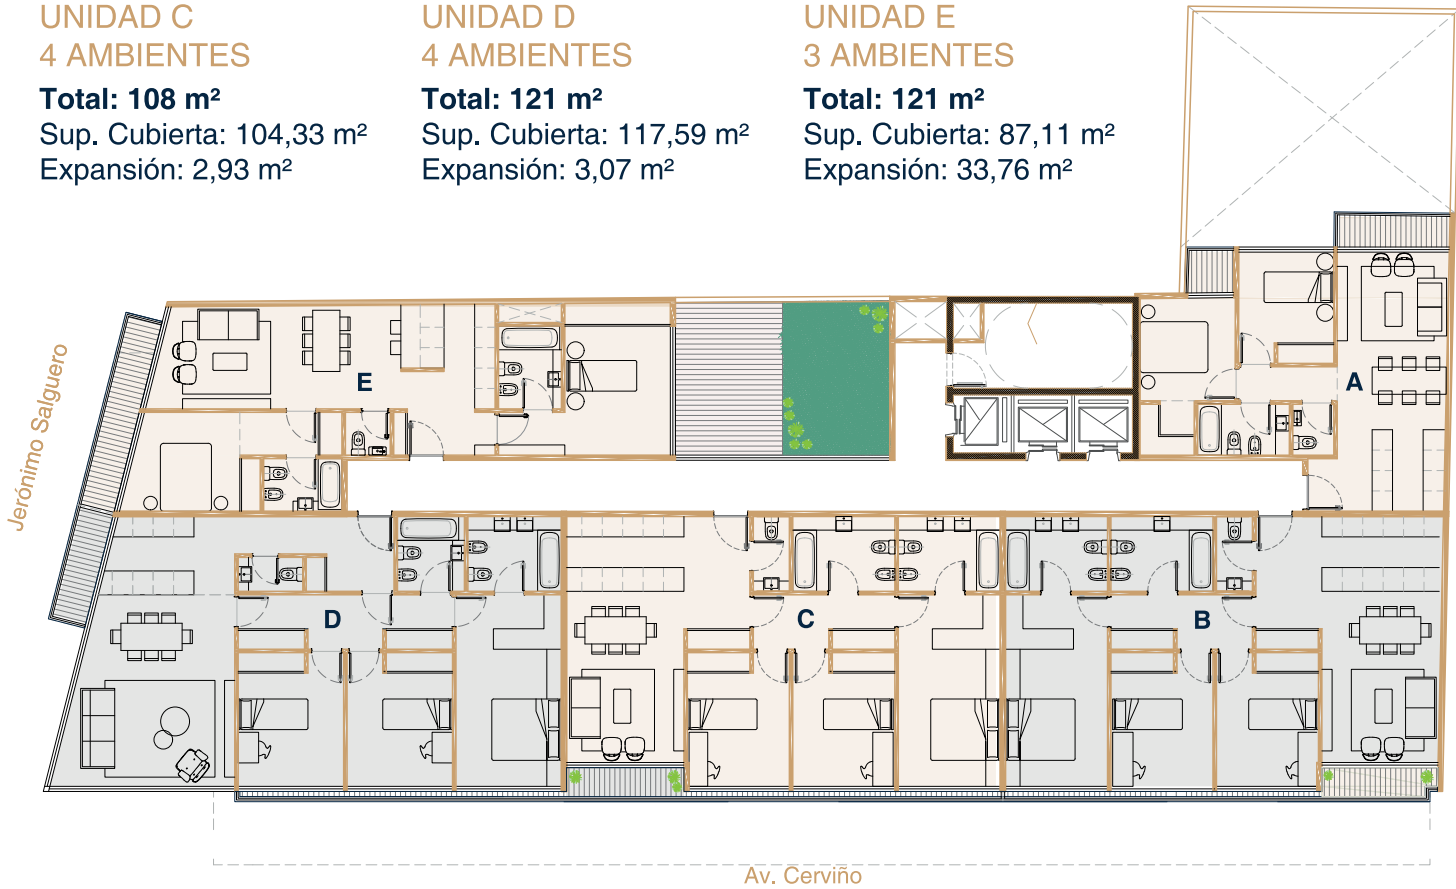 UNIDAD C
4 AMBIENTES
Total: 108 m²
Sup. Cubierta: 104,33 m²
Expansión: 2,93 m²
UNIDAD D
4 AMBIENTES
Total: 121 m²
Sup. Cubierta: 117,59 m²
Expansión: 3,07 m²
UNIDAD E
3 AMBIENTES
Total: 121 m²
Sup. Cubierta: 87,11 m²
Expansión: 33,76 m²
Jerónimo Salguero
E
A
D
C
B
Av. Cerviño